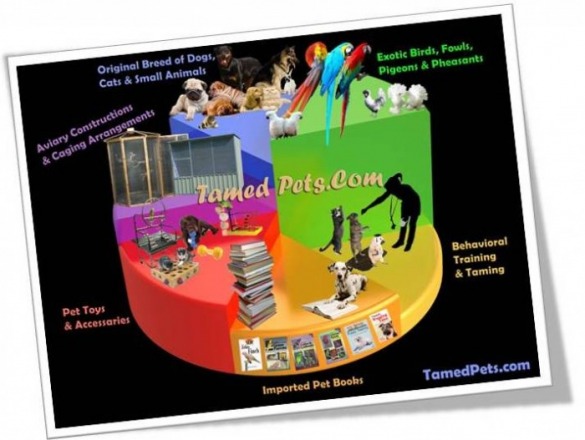 Original Breed of Dogs,
Cats & Small Animals
Exotic Birds, Fowls,
Pigeons & Pheasants
Aviary Constructions
& Caging Arrangements
Tamed Pets.Com
Behavioral
Training
& Taming
Pet Toys
& Accessaries
Imported Pet Books
TamedPets.com